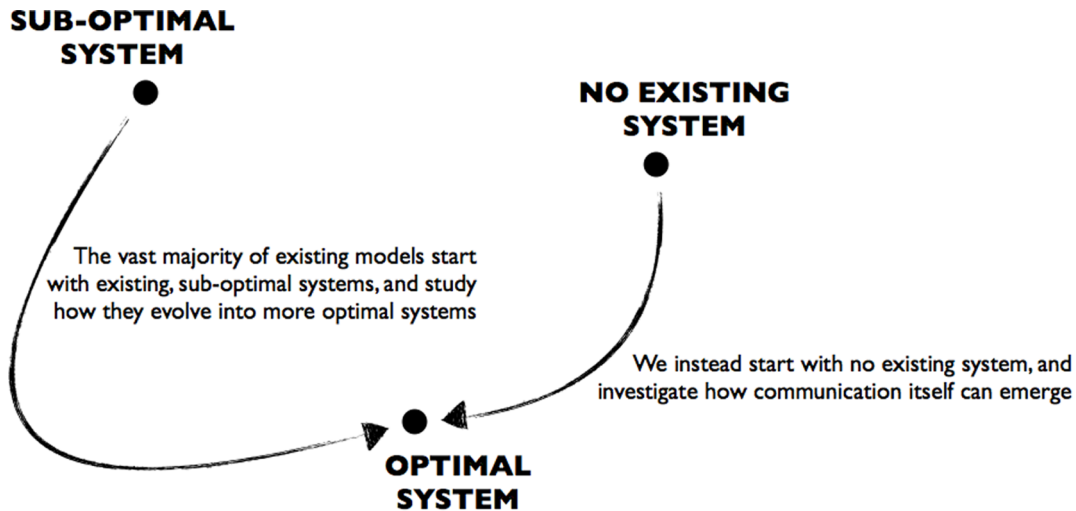 SUB-OPTIMAL
SYSTEM
NO EXISTING
SYSTEM
The vast majority of existing models start
with existing, sub-optimal systems, and study
how they evolve into more optimal systems
We instead start with no existing system, and
investigate how communication itself can emerge
OPTIMAL
SYSTEM